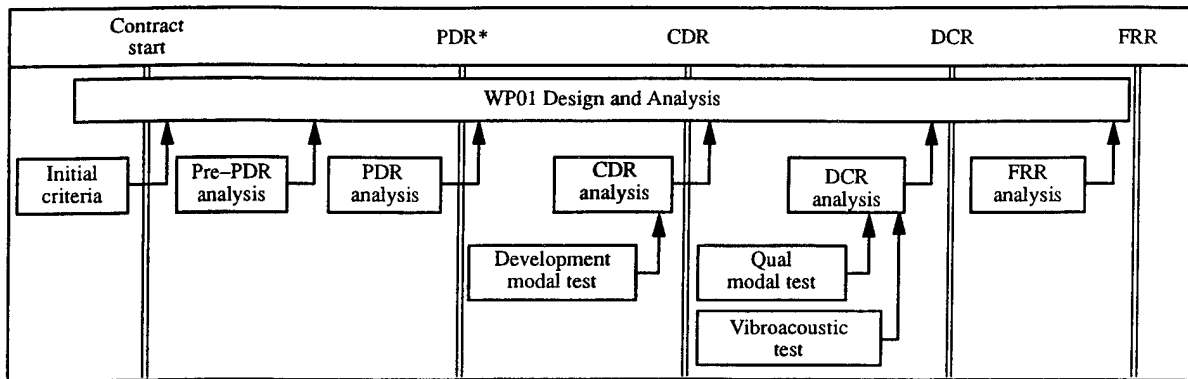 Contract
start
PDR*
CDR
DCR
FRR
WP01 Design and Analysis
Initial
criteria
Pre–PDR
analysis
PDR
analysis
CDR
analysis
DCR
analysis
FRR
analysis
Development
modal test
Qual
modal test
Vibroacoustic
test